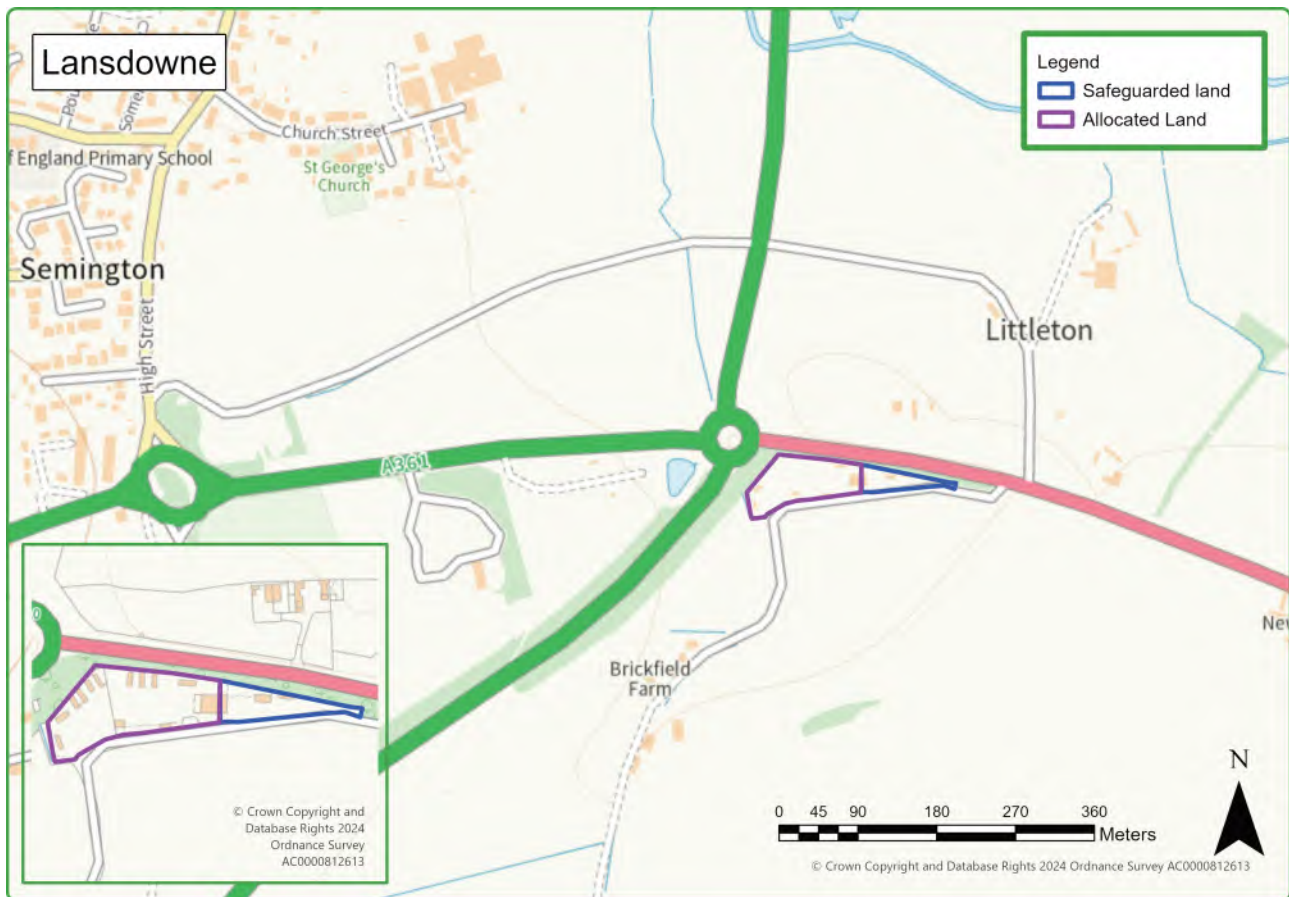 Lansdowne
Legend
Safeguarded land
Allocated Land
Church Street
of England Primary School
St George's
Church
Semington
High Street
Littleton
A361
Brickfield
Farm
N
0 45 90 180 270 360
Meters
© Crown Copyright and Database Rights 2024 Ordnance Survey AC0000812613
0
© Crown Copyright and
Database Rights 2024
Ordnance Survey
AC0000812613